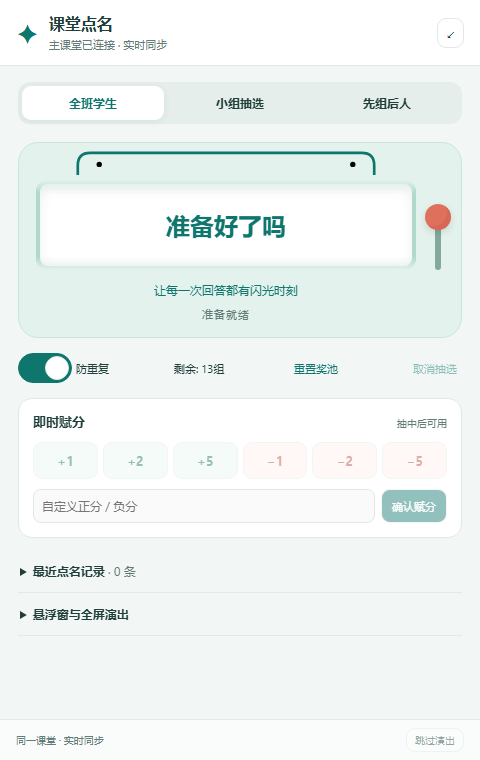 课堂点名
主课堂已连接 · 实时同步
全班学生 小组抽选 先组后人
准备好了吗
让每一次回答都有闪光时刻
准备就绪
防重复 剩余: 13组 重置奖池 取消抽选
即时赋分 抽中后可用
+1 +2 +5 −1 −2 −5
自定义正分 / 负分 确认赋分
最近点名记录 · 0 条
悬浮窗与全屏演出
同一课堂 · 实时同步 跳过演出